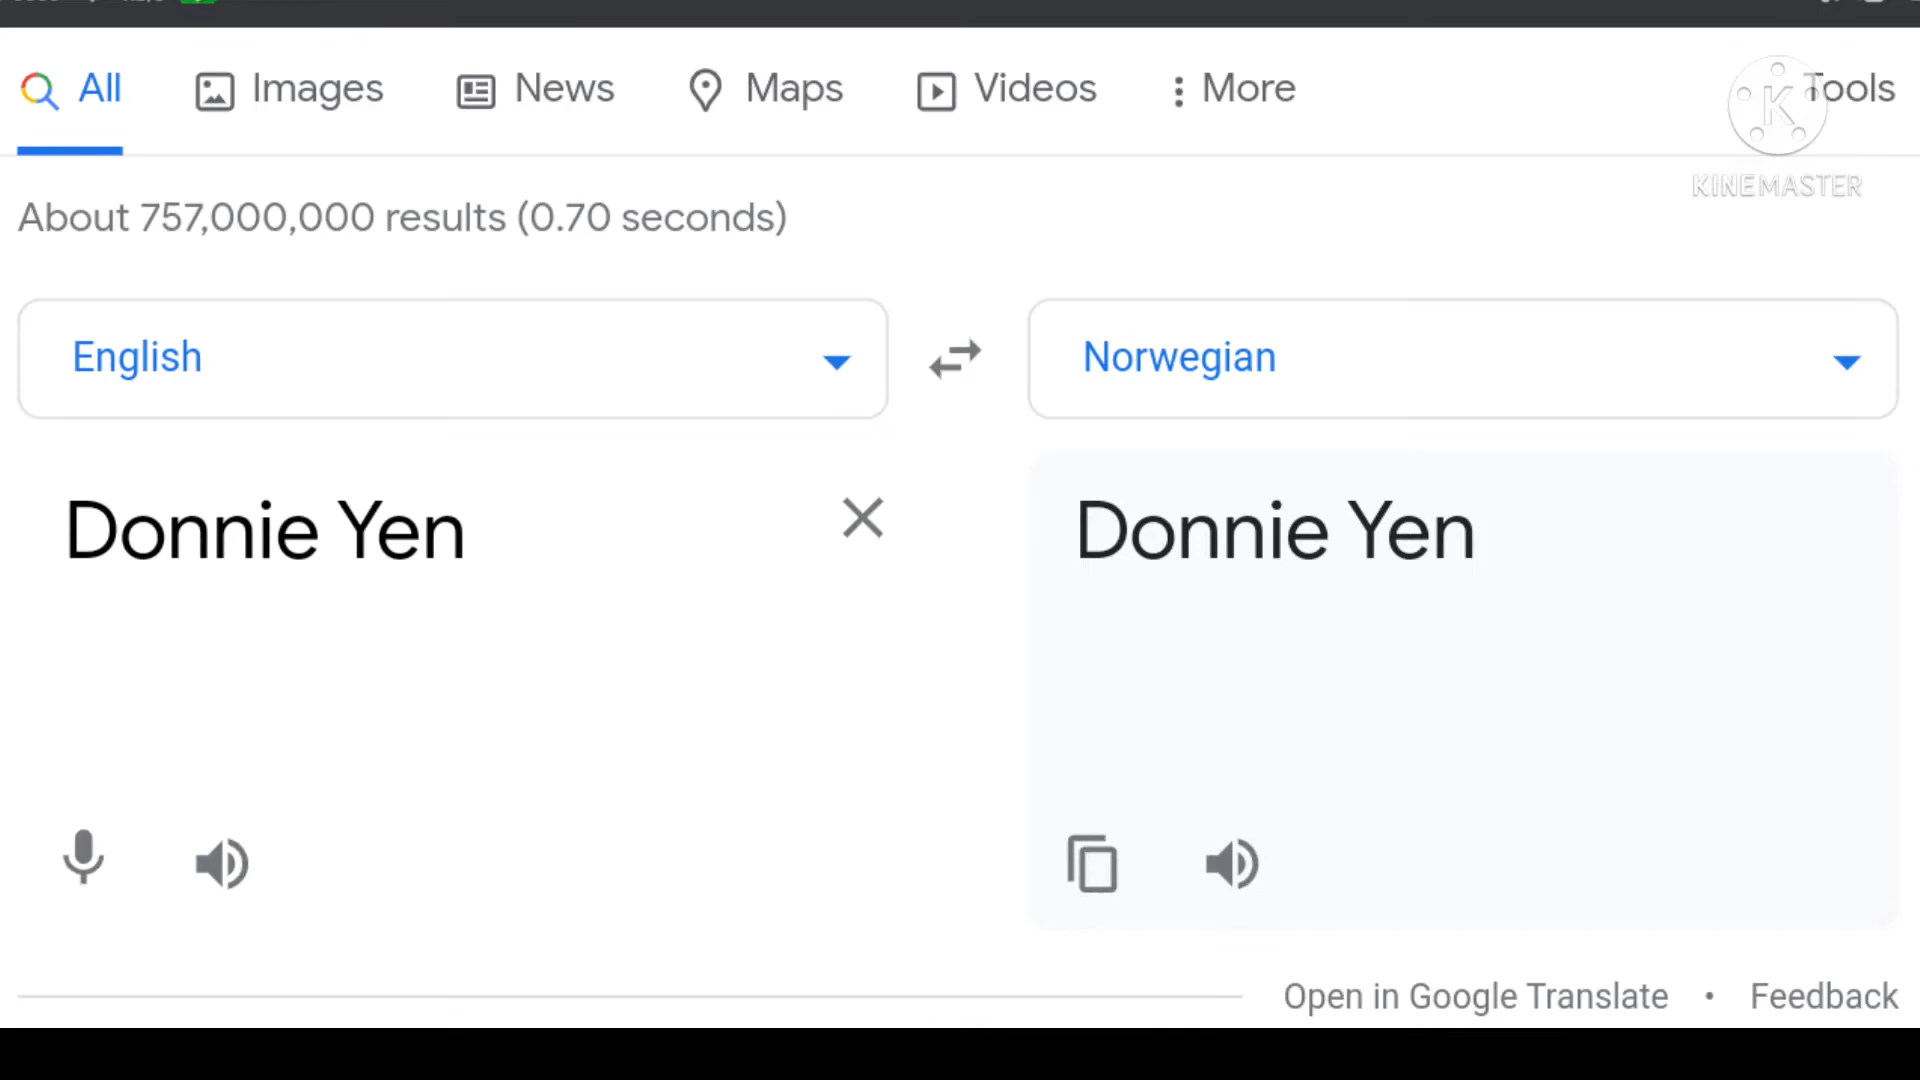 All Images News Maps Videos More Tools
KINEMASTER
About 757,000,000 results (0.70 seconds)
English Norwegian
Donnie Yen Donnie Yen
Open in Google Translate • Feedback